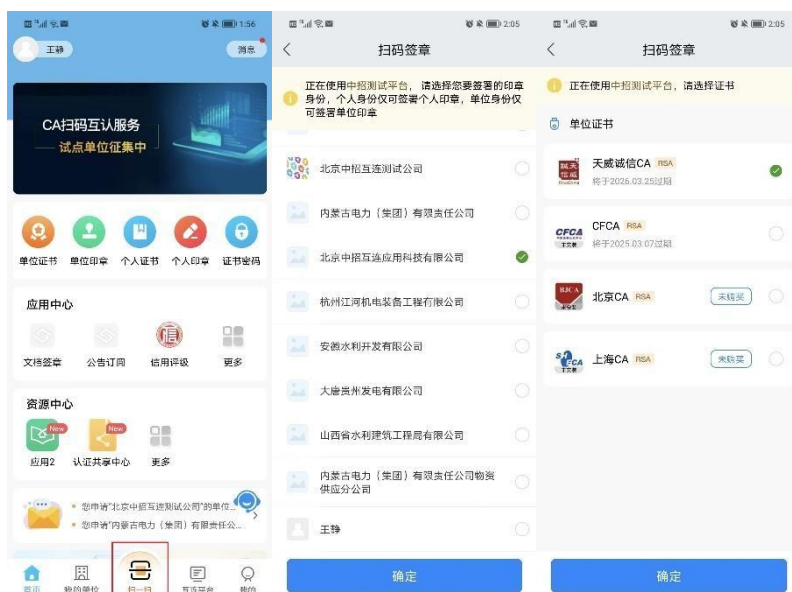 1:56
王静
消息
CA扫码互认服务
试点单位征集中
单位证书
单位印章
个人证书
个人印章
证书密码
应用中心
文档签章
公告订阅
信用评级
更多
资源中心
New
New
应用2
认证共享中心
更多
您申请"北京中招互连测试公司"的单位...
您申请"内蒙古电力（集团）有限责任公...
首页
我的单位
扫一扫
互连平台
我的
2:05
扫码签章
正在使用中招测试平台，请选择您要签署的印章
身份，个人身份仅可签署个人印章，单位身份仅
可签署单位印章
北京中招互连测试公司
内蒙古电力（集团）有限责任公司
北京中招互连应用科技有限公司
杭州江河机电装备工程有限公司
安徽水利开发有限公司
大唐贵州发电有限公司
山西省水利建筑工程局有限公司
内蒙古电力（集团）有限责任公司物资
供应分公司
王静
确定
2:05
扫码签章
正在使用中招测试平台，请选择证书
单位证书
天威诚信CA RSA
将于2026.03.25过期
CFCA
CFCA RSA
将于2025.03.07过期
BJCA
北京CA RSA
未购买
上海CA RSA
未购买
确定